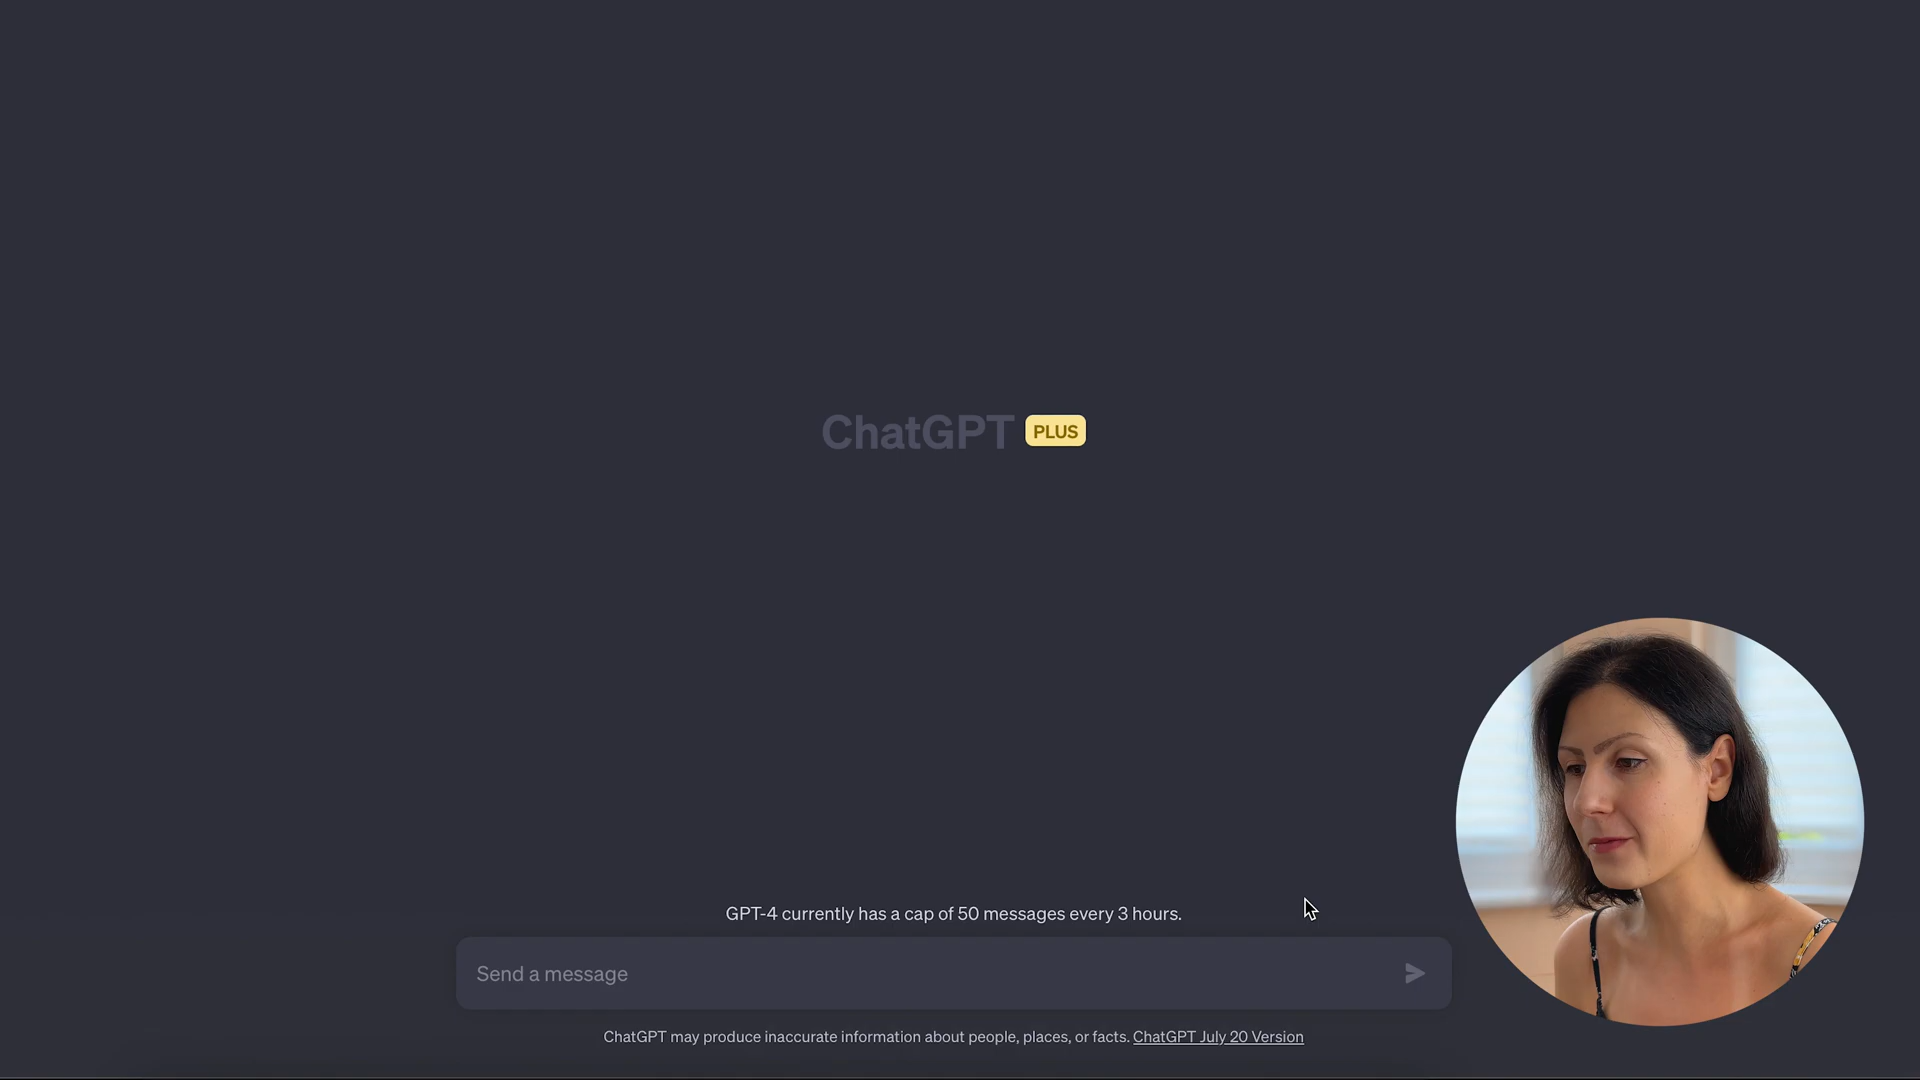 ChatGPT PLUS
GPT-4 currently has a cap of 50 messages every 3 hours.
Send a message
ChatGPT may produce inaccurate information about people, places, or facts. ChatGPT July 20 Version